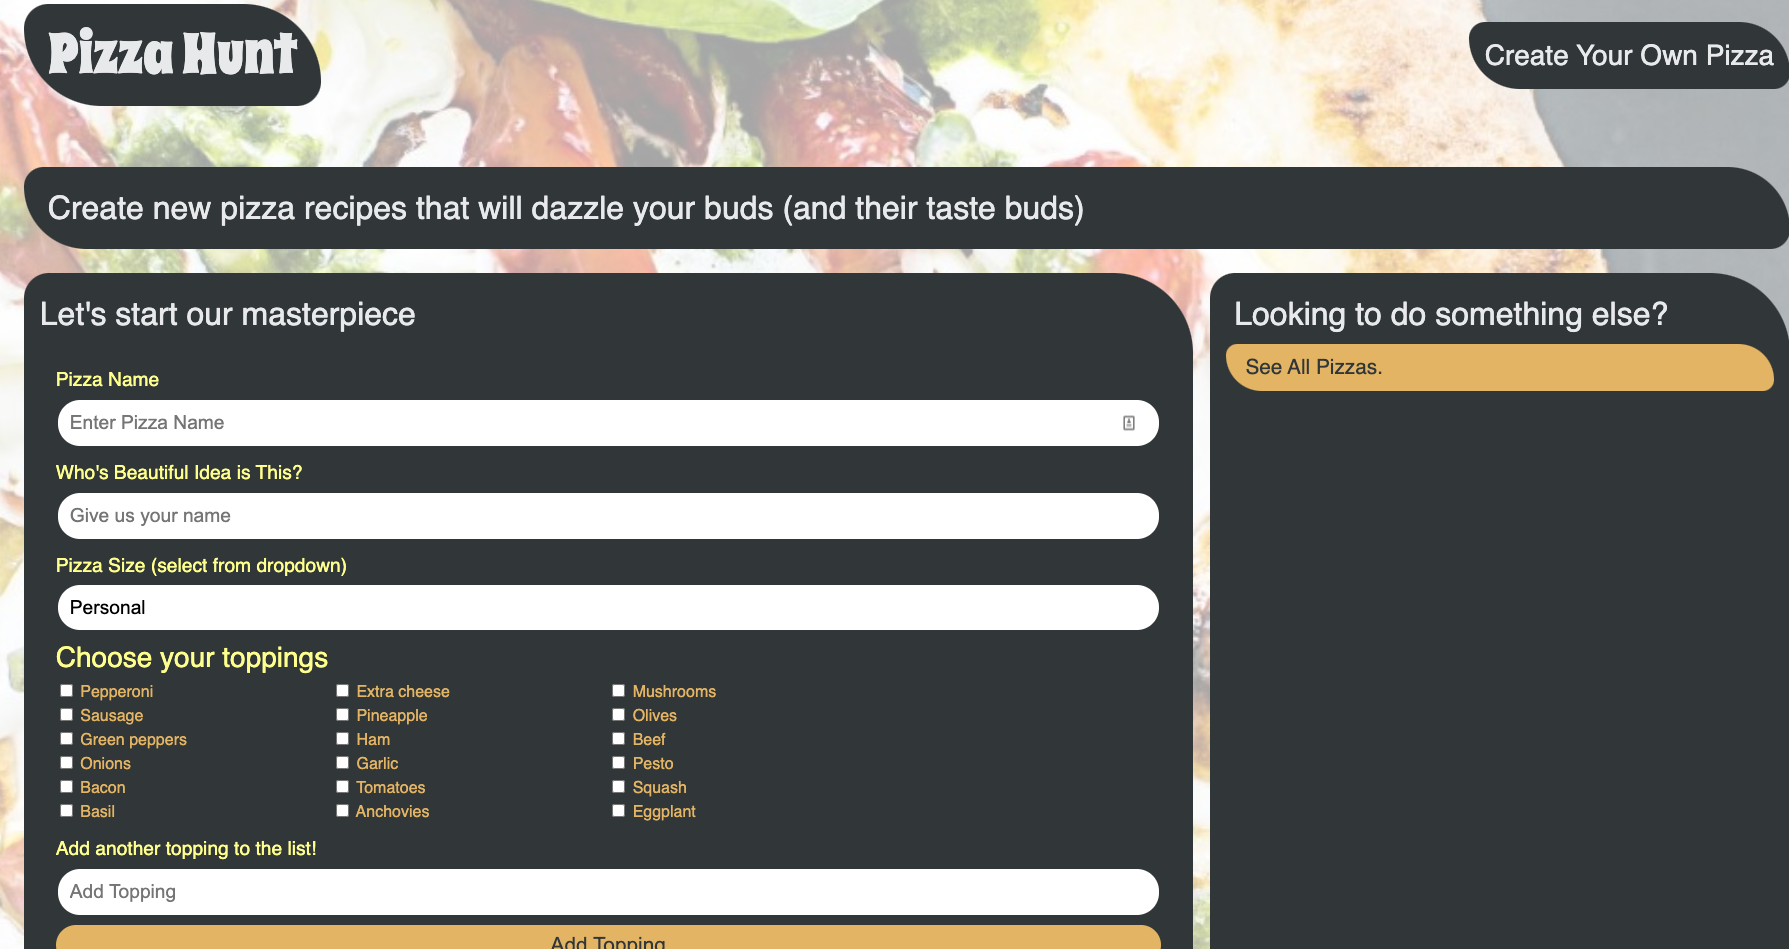 Pizza Hunt
Create Your Own Pizza
Create new pizza recipes that will dazzle your buds (and their taste buds)
Let's start our masterpiece
Pizza Name
Enter Pizza Name
Who's Beautiful Idea is This?
Give us your name
Pizza Size (select from dropdown)
Personal
Choose your toppings
Pepperoni Extra cheese Mushrooms
Sausage Pineapple Olives
Green peppers Ham Beef
Onions Garlic Pesto
Bacon Tomatoes Squash
Basil Anchovies Eggplant
Add another topping to the list!
Add Topping
Add Topping
Looking to do something else?
See All Pizzas.